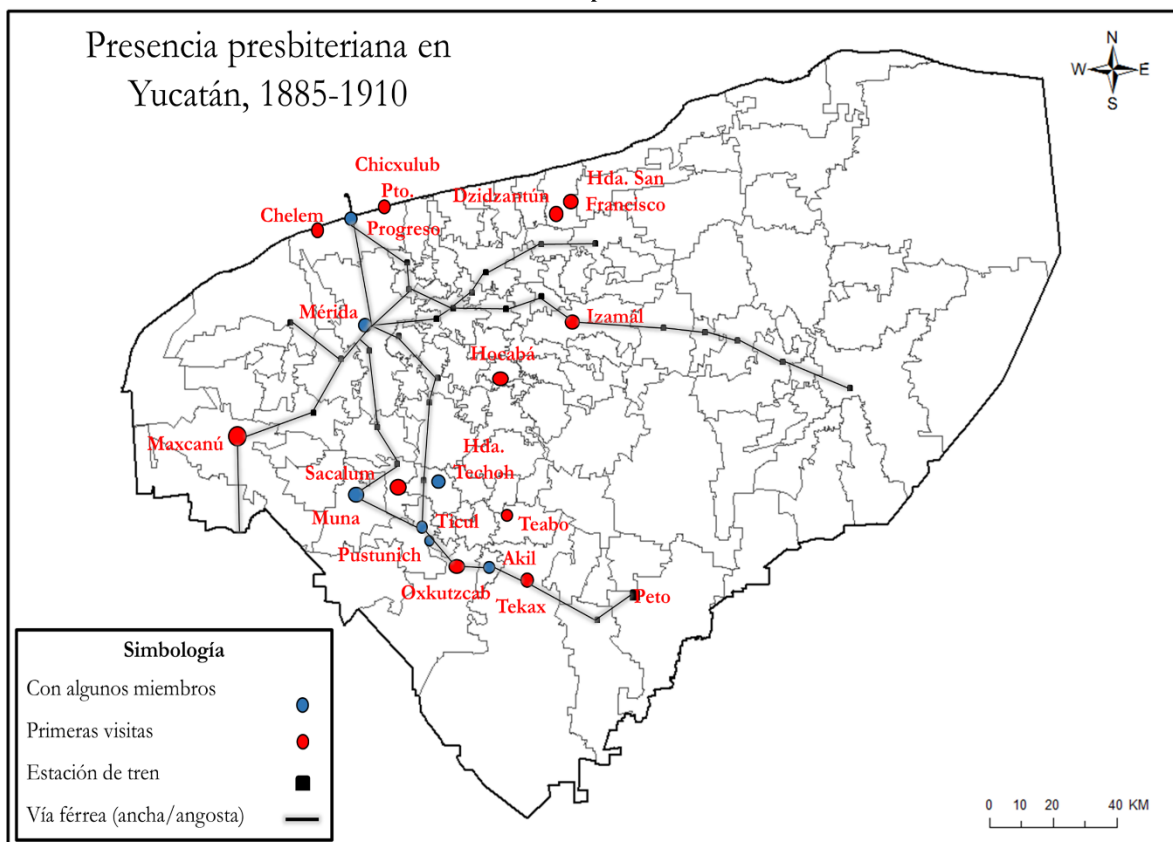 Presencia presbiteriana en
Yucatán, 1885-1910
N
W
E
S
Chicxulub
Pto.
Chelem
Progreso
Dzidzantún
Hda. San
Francisco
Mérida
Izamál
Hocabá
Maxcanú
Hda.
Techoh
Sacalum
Muna
Ticul
Teabo
Pustunich
Akil
Oxkutzcab
Tekax
Peto
Simbología
Con algunos miembros
Primeras visitas
Estación de tren
Vía férrea (ancha/angosta)
0 10 20 40 KM